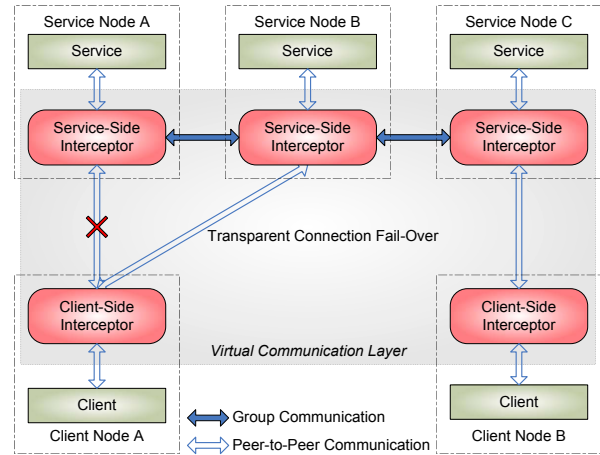 Service Node A
Service Node B
Service Node C
Service
Service
Service
Service-Side
Interceptor
Service-Side
Interceptor
Service-Side
Interceptor
Transparent Connection Fail-Over
Client-Side
Interceptor
Client-Side
Interceptor
Virtual Communication Layer
Client
Client
Client Node A
Client Node B
Group Communication
Peer-to-Peer Communication